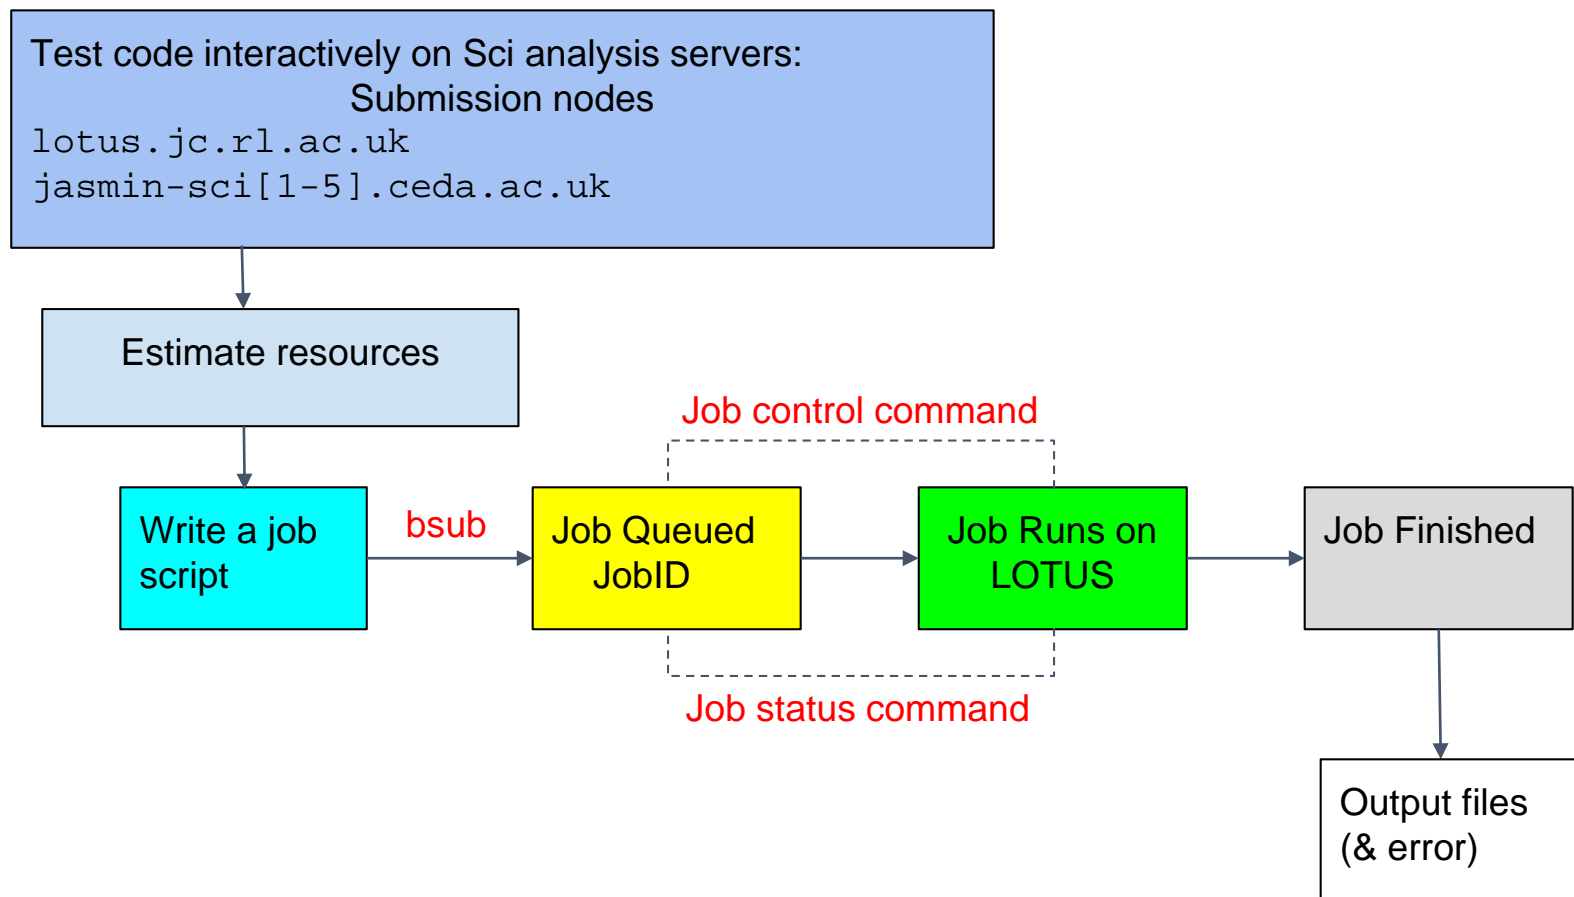 Test code interactively on Sci analysis servers:
Submission nodes
lotus.jc.rl.ac.uk
jasmin-sci[1-5].ceda.ac.uk
Estimate resources
Job control command
Write a job
script
bsub
Job Queued
JobID
Job Runs on
LOTUS
Job Finished
Job status command
Output files
(& error)